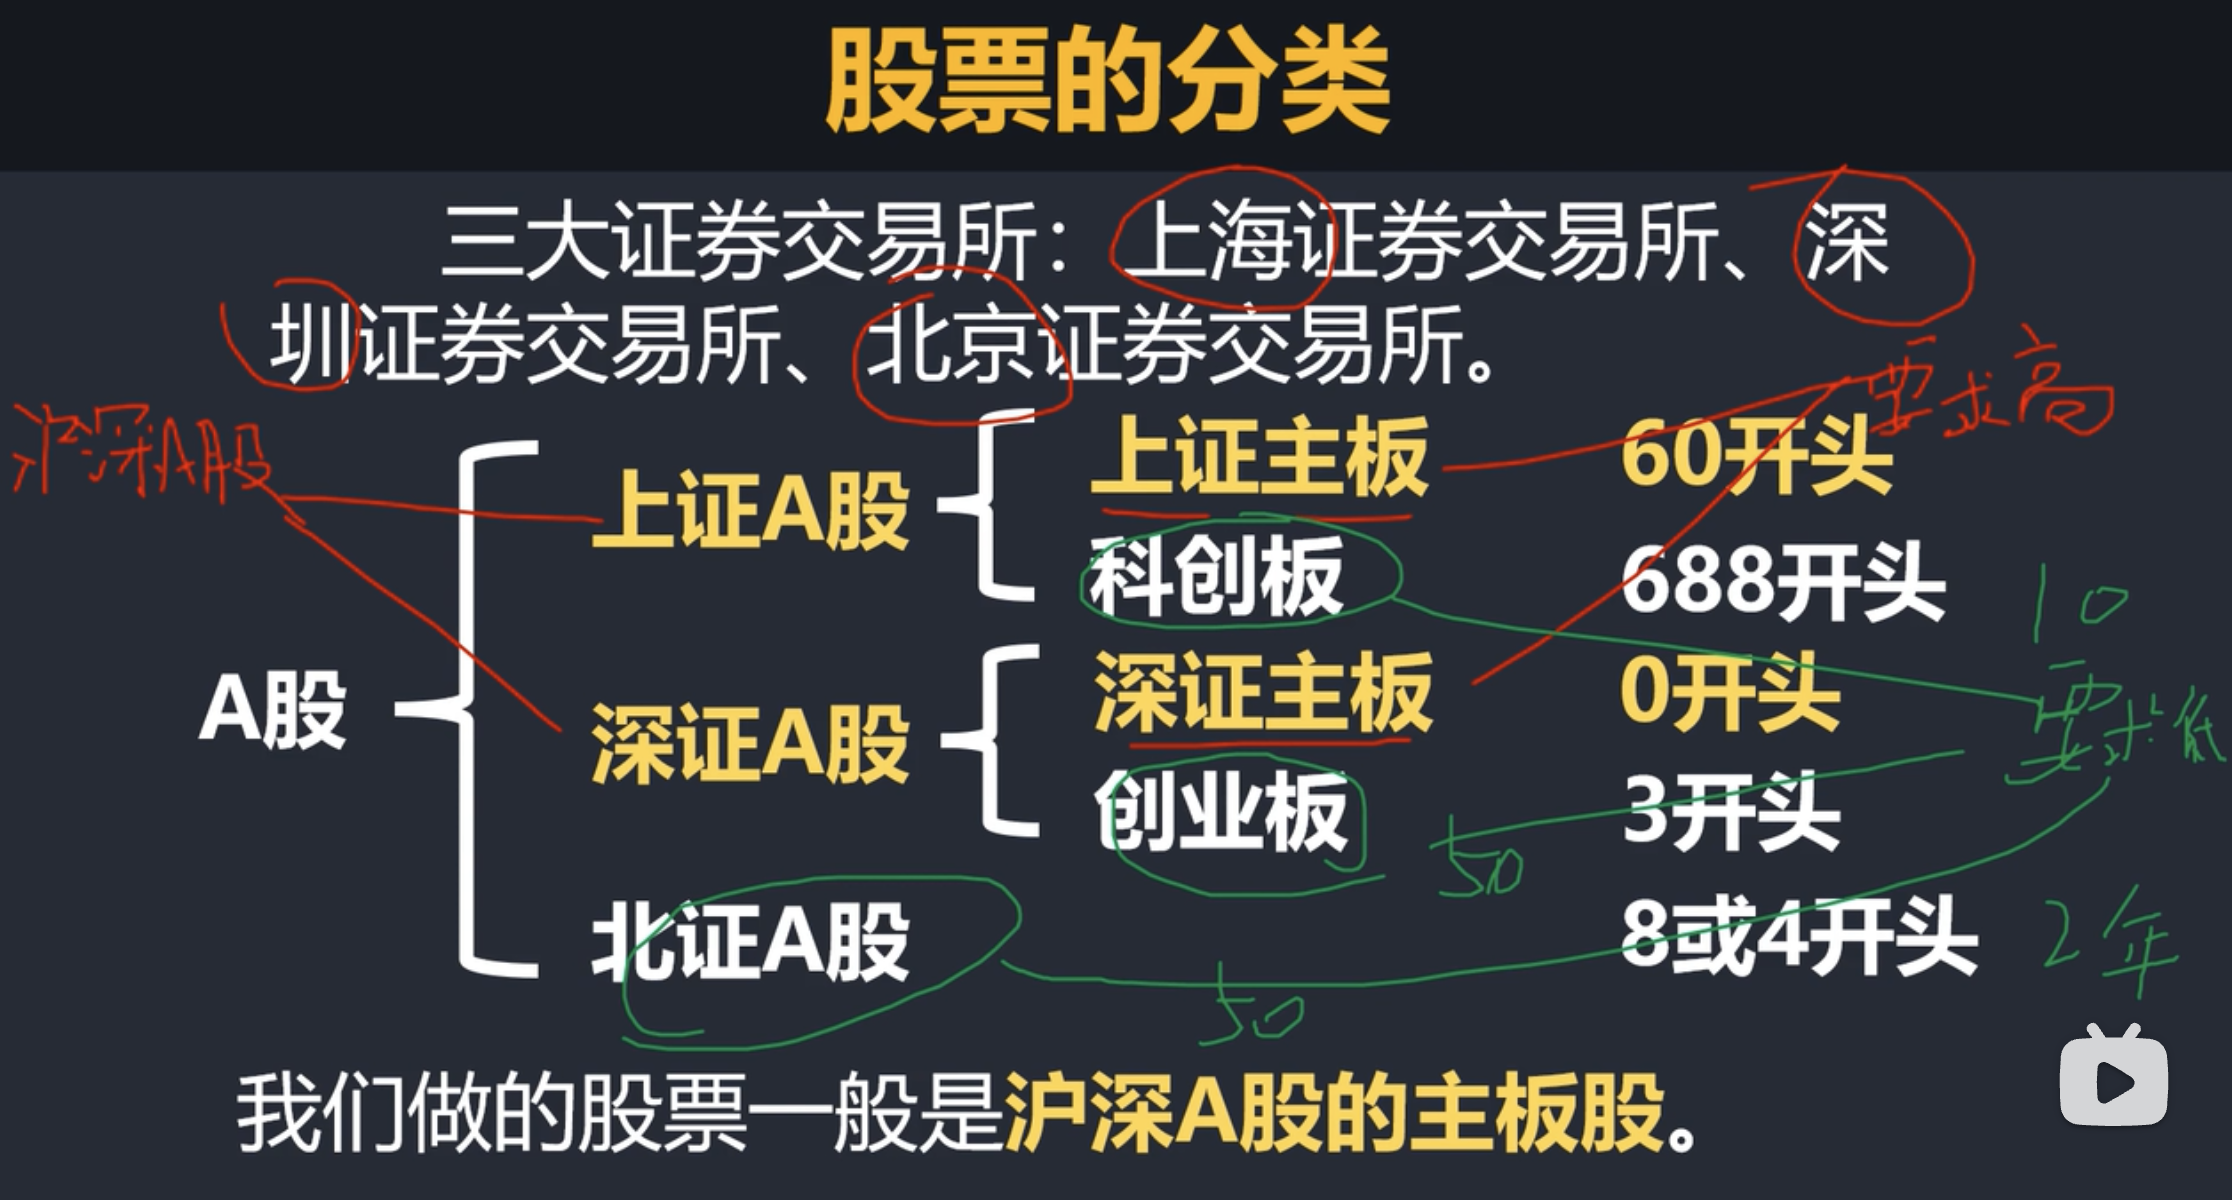 股票的分类
三大证券交易所：上海证券交易所、深
圳证券交易所、北京证券交易所。
要求高
沪深A股
上证主板 60开头
上证A股
科创板 688开头
10
A股
深证主板 0开头
要求低
深证A股
创业板 3开头
50
北证A股 8或4开头
2年
50
我们做的股票一般是沪深A股的主板股。